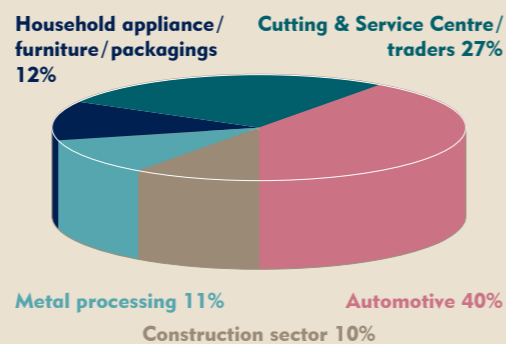 Household appliance/
furniture/packagings
12%
Cutting & Service Centre/
traders 27%
Metal processing 11%
Automotive 40%
Construction sector 10%